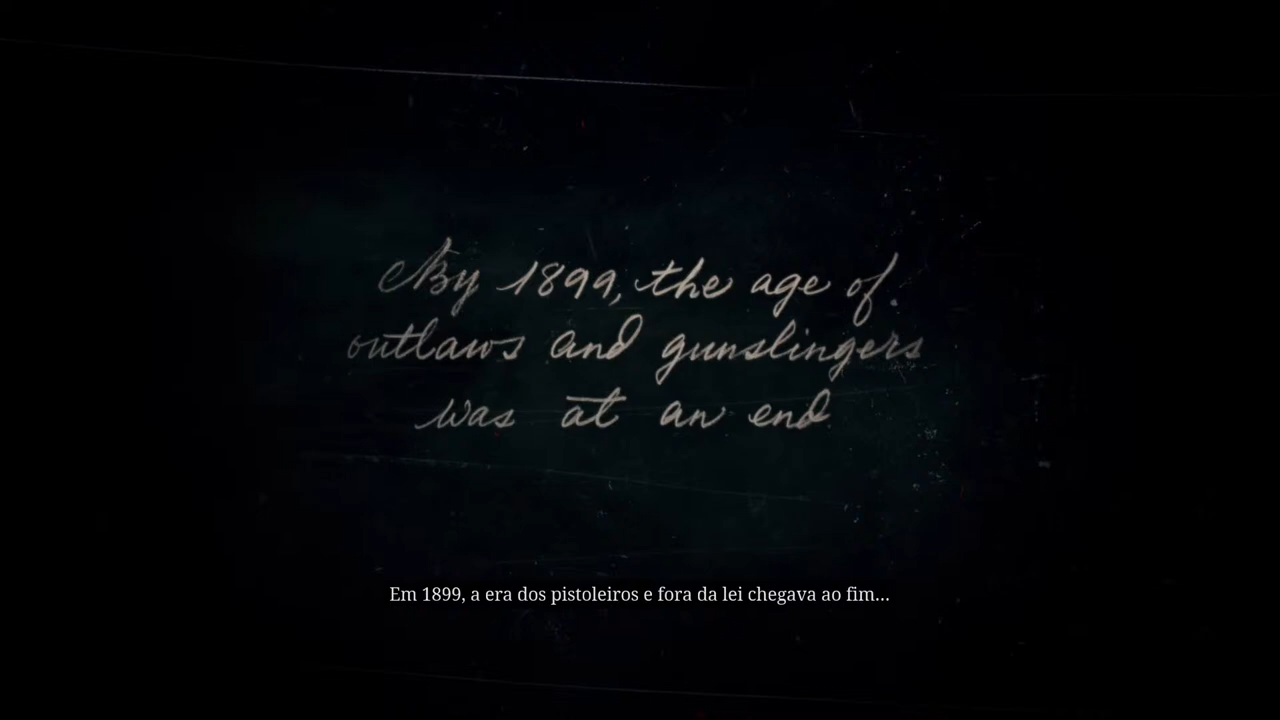 By 1899, the age of
outlaws and gunslingers
was at an end
Em 1899, a era dos pistoleiros e fora da lei chegava ao fim...